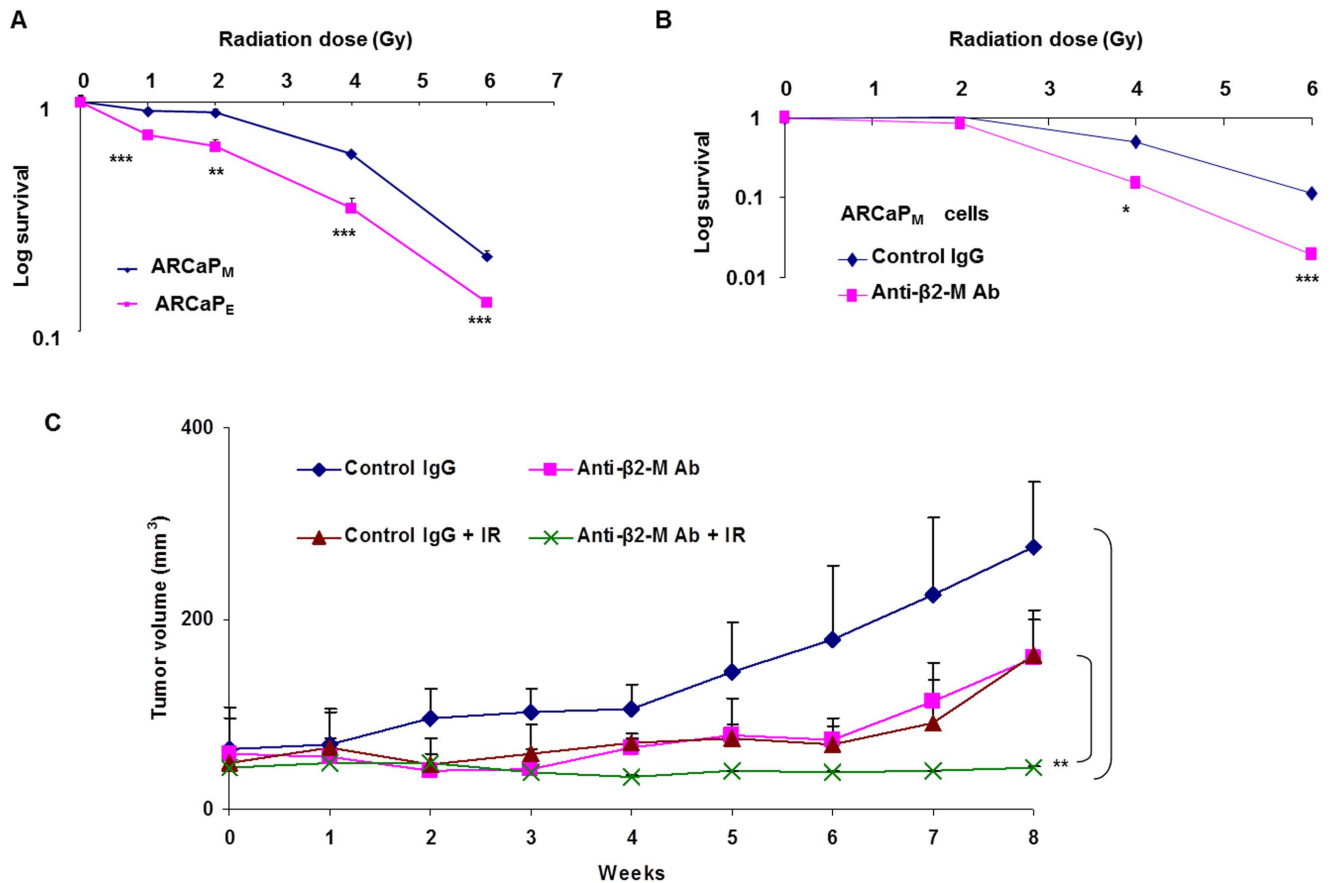 A
Radiation dose (Gy)
0 1 2 3 4 5 6 7
1
Log survival
***
**
***
***
ARCaPM
ARCaPE
0.1
B
Radiation dose (Gy)
0 1 2 3 4 5 6
1
0.1
0.01
Log survival
*
***
ARCaPM cells
Control IgG
Anti-β2-M Ab
C
400
200
0
Tumor volume (mm3)
Control IgG
Anti-β2-M Ab
Control IgG + IR
Anti-β2-M Ab + IR
**
0 1 2 3 4 5 6 7 8
Weeks